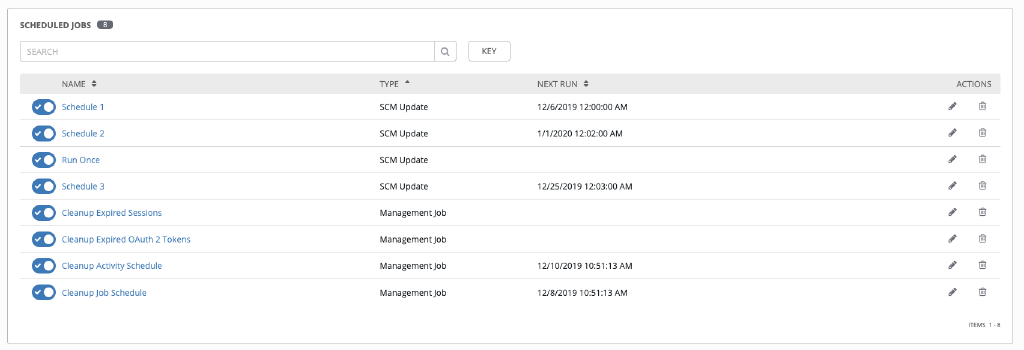 SCHEDULED JOBS 8
SEARCH KEY
NAME TYPE NEXT RUN ACTIONS
Schedule 1 SCM Update 12/6/2019 12:00:00 AM
Schedule 2 SCM Update 1/1/2020 12:02:00 AM
Run Once SCM Update
Schedule 3 SCM Update 12/25/2019 12:03:00 AM
Cleanup Expired Sessions Management Job
Cleanup Expired OAuth 2 Tokens Management Job
Cleanup Activity Schedule Management Job 12/10/2019 10:51:13 AM
Cleanup Job Schedule Management Job 12/8/2019 10:51:13 AM
ITEMS 1 - 8